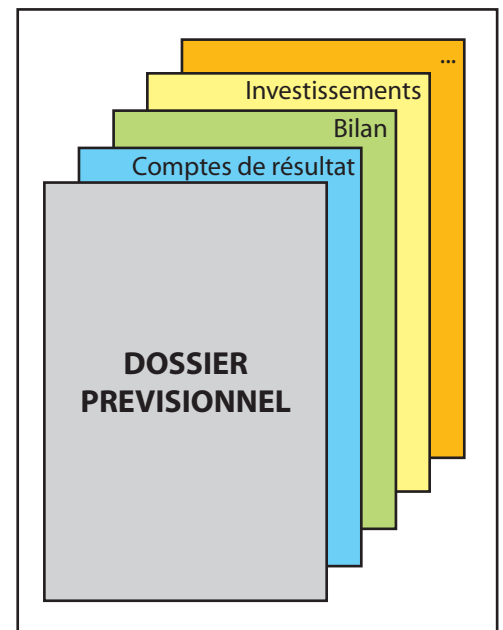 ...
Investissements
Bilan
Comptes de résultat
DOSSIER
PREVISIONNEL